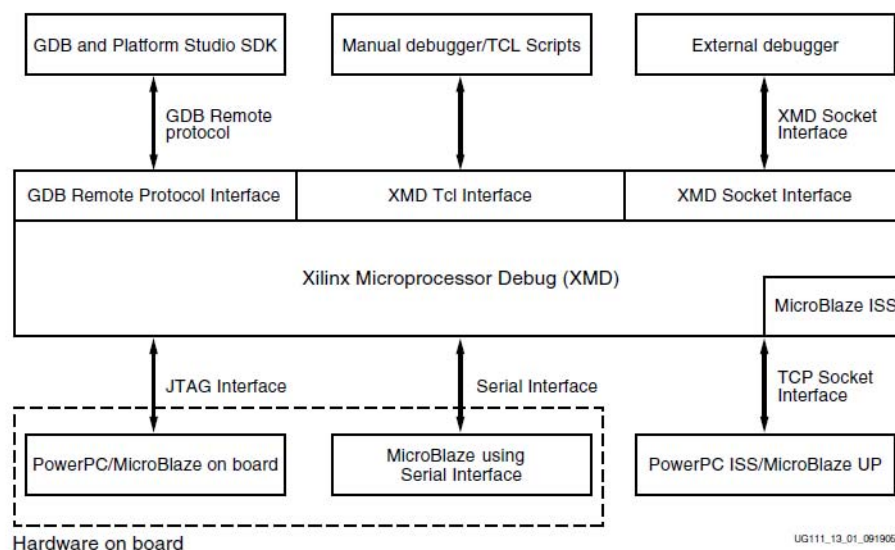 GDB and Platform Studio SDK
Manual debugger/TCL Scripts
External debugger
GDB Remote
protocol
XMD Socket
Interface
GDB Remote Protocol Interface
XMD Tcl Interface
XMD Socket Interface
Xilinx Microprocessor Debug (XMD)
MicroBlaze ISS
JTAG Interface
Serial Interface
TCP Socket
Interface
PowerPC/MicroBlaze on board
MicroBlaze using
Serial Interface
PowerPC ISS/MicroBlaze UP
Hardware on board